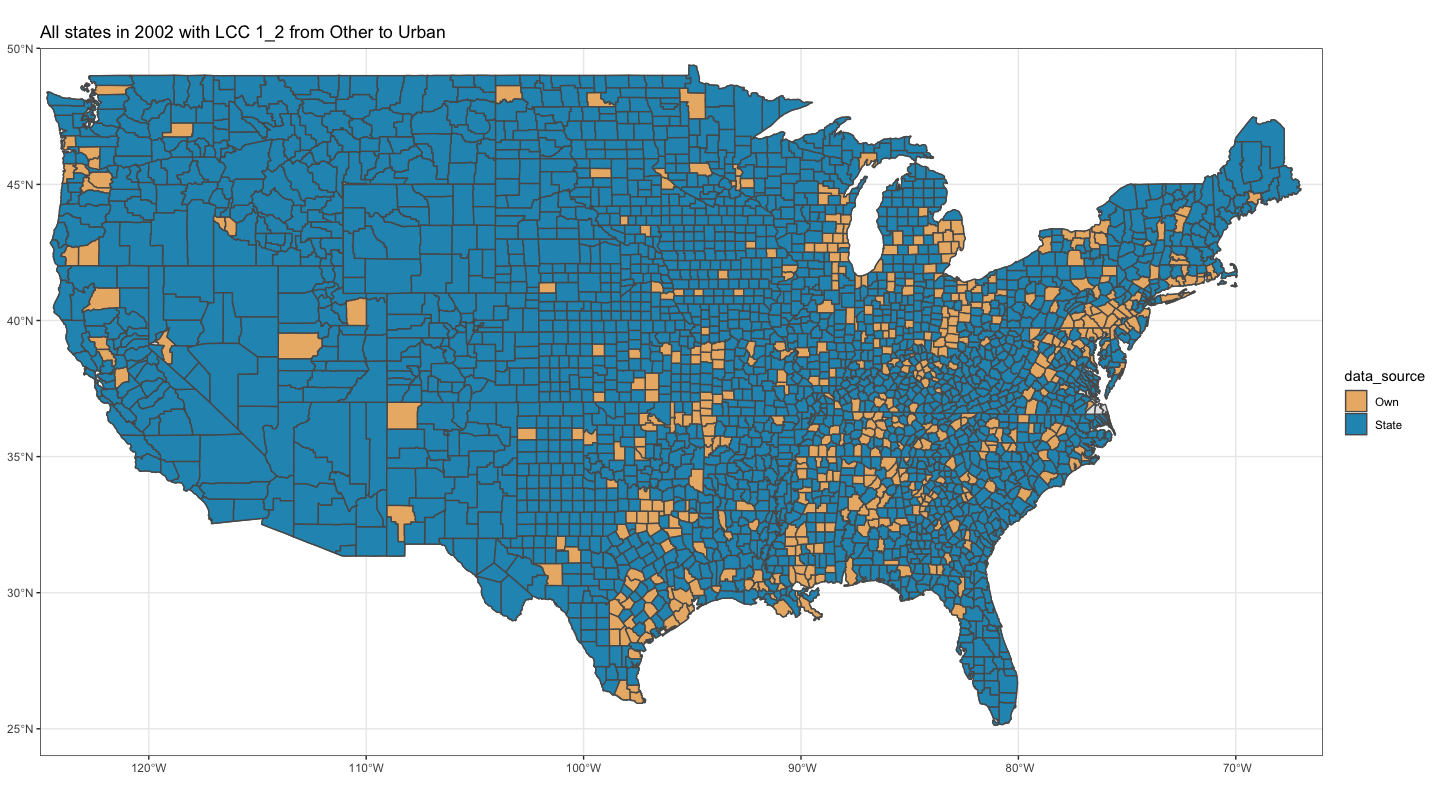 All states in 2002 with LCC 1_2 from Other to Urban
50°N
45°N
40°N
35°N
30°N
25°N
120°W
110°W
100°W
90°W
80°W
70°W
data_source
Own
State